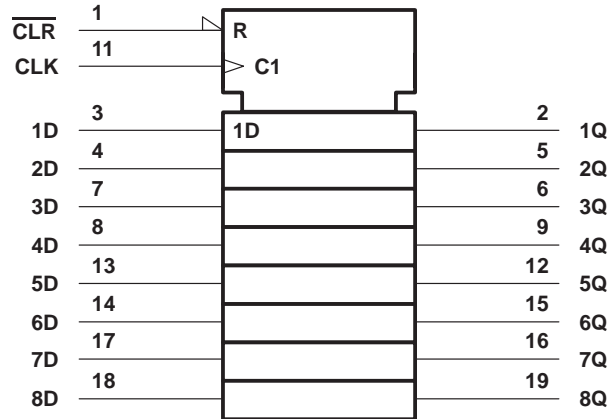 C̅L̅R̅ 1 R
CLK 11 C1
1D 3 1D 2 1Q
2D 4 5 2Q
3D 7 6 3Q
4D 8 9 4Q
5D 13 12 5Q
6D 14 15 6Q
7D 17 16 7Q
8D 18 19 8Q